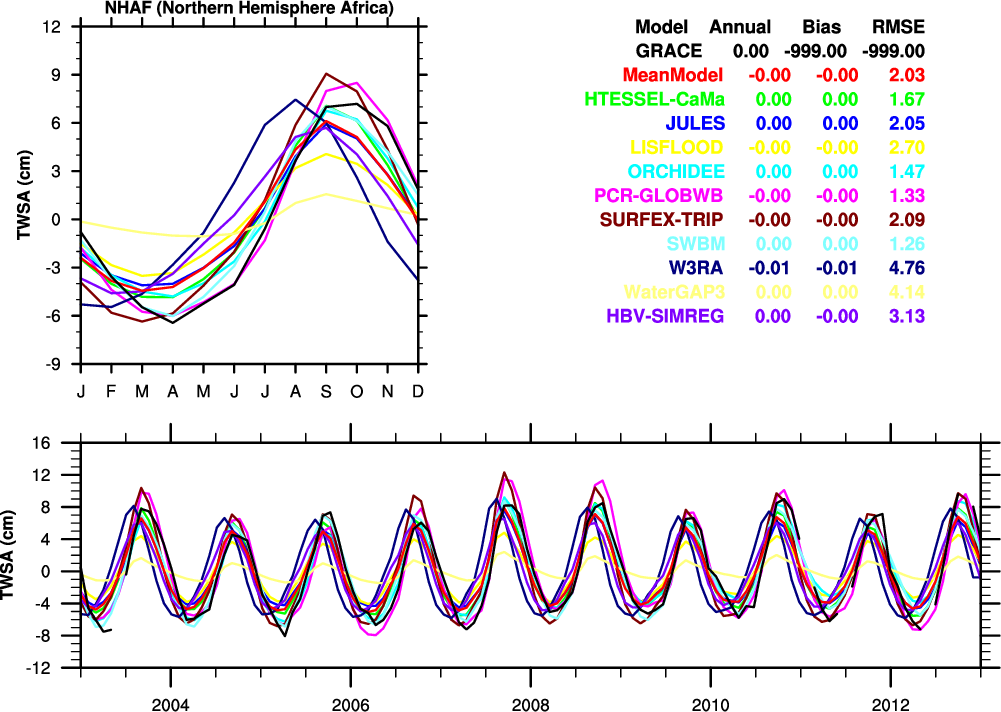 NHAF (Northern Hemisphere Africa)
12
9
6
3
0
-3
-6
-9
TWSA (cm)
J F M A M J J A S O N D
Model Annual Bias RMSE
GRACE 0.00 -999.00 -999.00
MeanModel -0.00 -0.00 2.03
HTESSEL-CaMa 0.00 0.00 1.67
JULES 0.00 0.00 2.05
LISFLOOD -0.00 -0.00 2.70
ORCHIDEE 0.00 0.00 1.47
PCR-GLOBWB -0.00 -0.00 1.33
SURFEX-TRIP -0.00 -0.00 2.09
SWBM 0.00 0.00 1.26
W3RA -0.01 -0.01 4.76
WaterGAP3 0.00 0.00 4.14
HBV-SIMREG 0.00 -0.00 3.13
16
12
8
4
0
-4
-8
-12
TWSA (cm)
2004 2006 2008 2010 2012